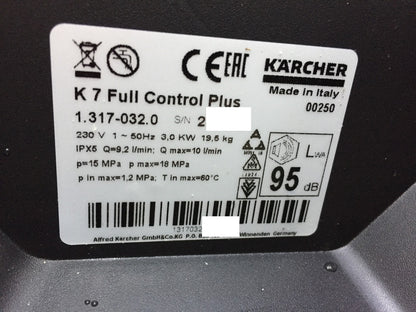 CE EAC KÄRCHER
Made in Italy
00250
K 7 Full Control Plus
1.317-032.0 S/N 2
230 V 1~50Hz 3,0 KW 19,5 kg
IPX5 Q=9,2 l/min; Q max=10 l/min
p=15 MPa p max=18 MPa
p in max=1,2 MPa; T in max=60°C
LWA
95 dB
1317032
Alfred Kärcher GmbH&Co.KG P.O. Winnenden Germany